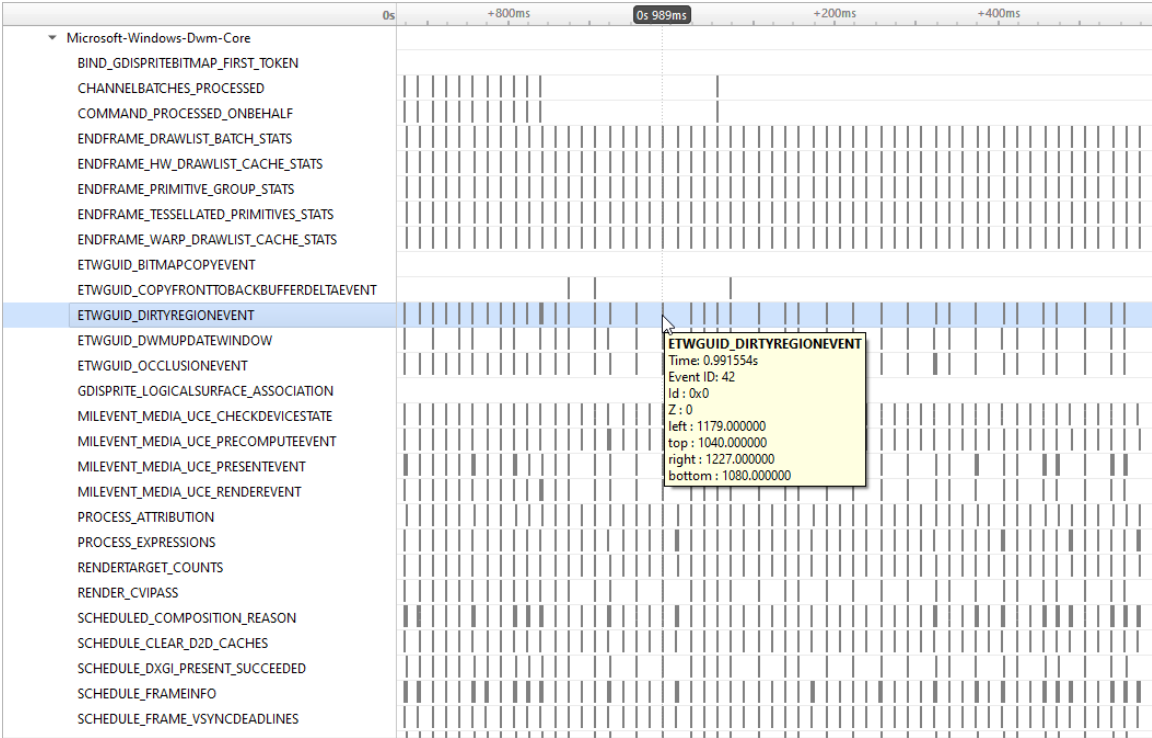 0s +800ms 0s 989ms +200ms +400ms
Microsoft-Windows-Dwm-Core
BIND_GDISPRITEBITMAP_FIRST_TOKEN
CHANNELBATCHES_PROCESSED
COMMAND_PROCESSED_ONBEHALF
ENDFRAME_DRAWLIST_BATCH_STATS
ENDFRAME_HW_DRAWLIST_CACHE_STATS
ENDFRAME_PRIMITIVE_GROUP_STATS
ENDFRAME_TESSELLATED_PRIMITIVES_STATS
ENDFRAME_WARP_DRAWLIST_CACHE_STATS
ETWGUID_BITMAPCOPYEVENT
ETWGUID_COPYFRONTTOBACKBUFFERDELTAEVENT
ETWGUID_DIRTYREGIONEVENT
ETWGUID_DWMUPDATEWINDOW
ETWGUID_OCCLUSIONEVENT
GDISPRITE_LOGICALSURFACE_ASSOCIATION
MILEVENT_MEDIA_UCE_CHECKDEVICESTATE
MILEVENT_MEDIA_UCE_PRECOMPUTEEVENT
MILEVENT_MEDIA_UCE_PRESENTEVENT
MILEVENT_MEDIA_UCE_RENDEREVENT
PROCESS_ATTRIBUTION
PROCESS_EXPRESSIONS
RENDERTARGET_COUNTS
RENDER_CVIPASS
SCHEDULED_COMPOSITION_REASON
SCHEDULE_CLEAR_D2D_CACHES
SCHEDULE_DXGI_PRESENT_SUCCEEDED
SCHEDULE_FRAMEINFO
SCHEDULE_FRAME_VSYNCDEADLINES
ETWGUID_DIRTYREGIONEVENT
Time: 0.991554s
Event ID: 42
Id : 0x0
Z : 0
left : 1179.000000
top : 1040.000000
right : 1227.000000
bottom : 1080.000000